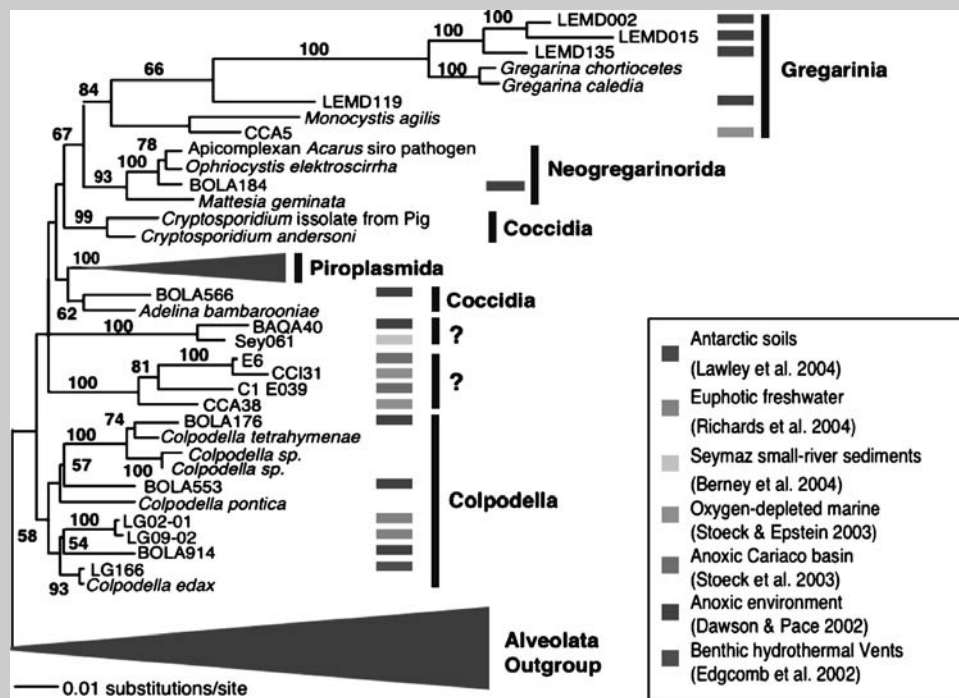 100
LEMD002
100
LEMD015
100
LEMD135
66
Gregarina chortiocetes
100
Gregarina caledia
Gregarinia
84
LEMD119
Monocystis agilis
67
CCA5
78
Apicomplexan Acarus siro pathogen
100
Ophriocystis elektroscirrha
Neogregarinorida
93
BOLA184
Mattesia geminata
99
Cryptosporidium issolate from Pig
Coccidia
Cryptosporidium andersoni
100
Piroplasmida
BOLA566
Coccidia
62
Adelina bambarooniae
100
BAQA40
?
Sey061
100
E6
81
CCI31
?
100
C1_E039
CCA38
74
BOLA176
100
Colpodella tetrahymenae
Colpodella sp.
57
100
Colpodella sp.
BOLA553
Colpodella
Colpodella pontica
100
LG02-01
58
LG09-02
54
BOLA914
LG166
93
Colpodella edax
Alveolata
Outgroup
0.01 substitutions/site
Antarctic soils
(Lawley et al. 2004)
Euphotic freshwater
(Richards et al. 2004)
Seymaz small-river sediments
(Berney et al. 2004)
Oxygen-depleted marine
(Stoeck & Epstein 2003)
Anoxic Cariaco basin
(Stoeck et al. 2003)
Anoxic environment
(Dawson & Pace 2002)
Benthic hydrothermal Vents
(Edgcomb et al. 2002)